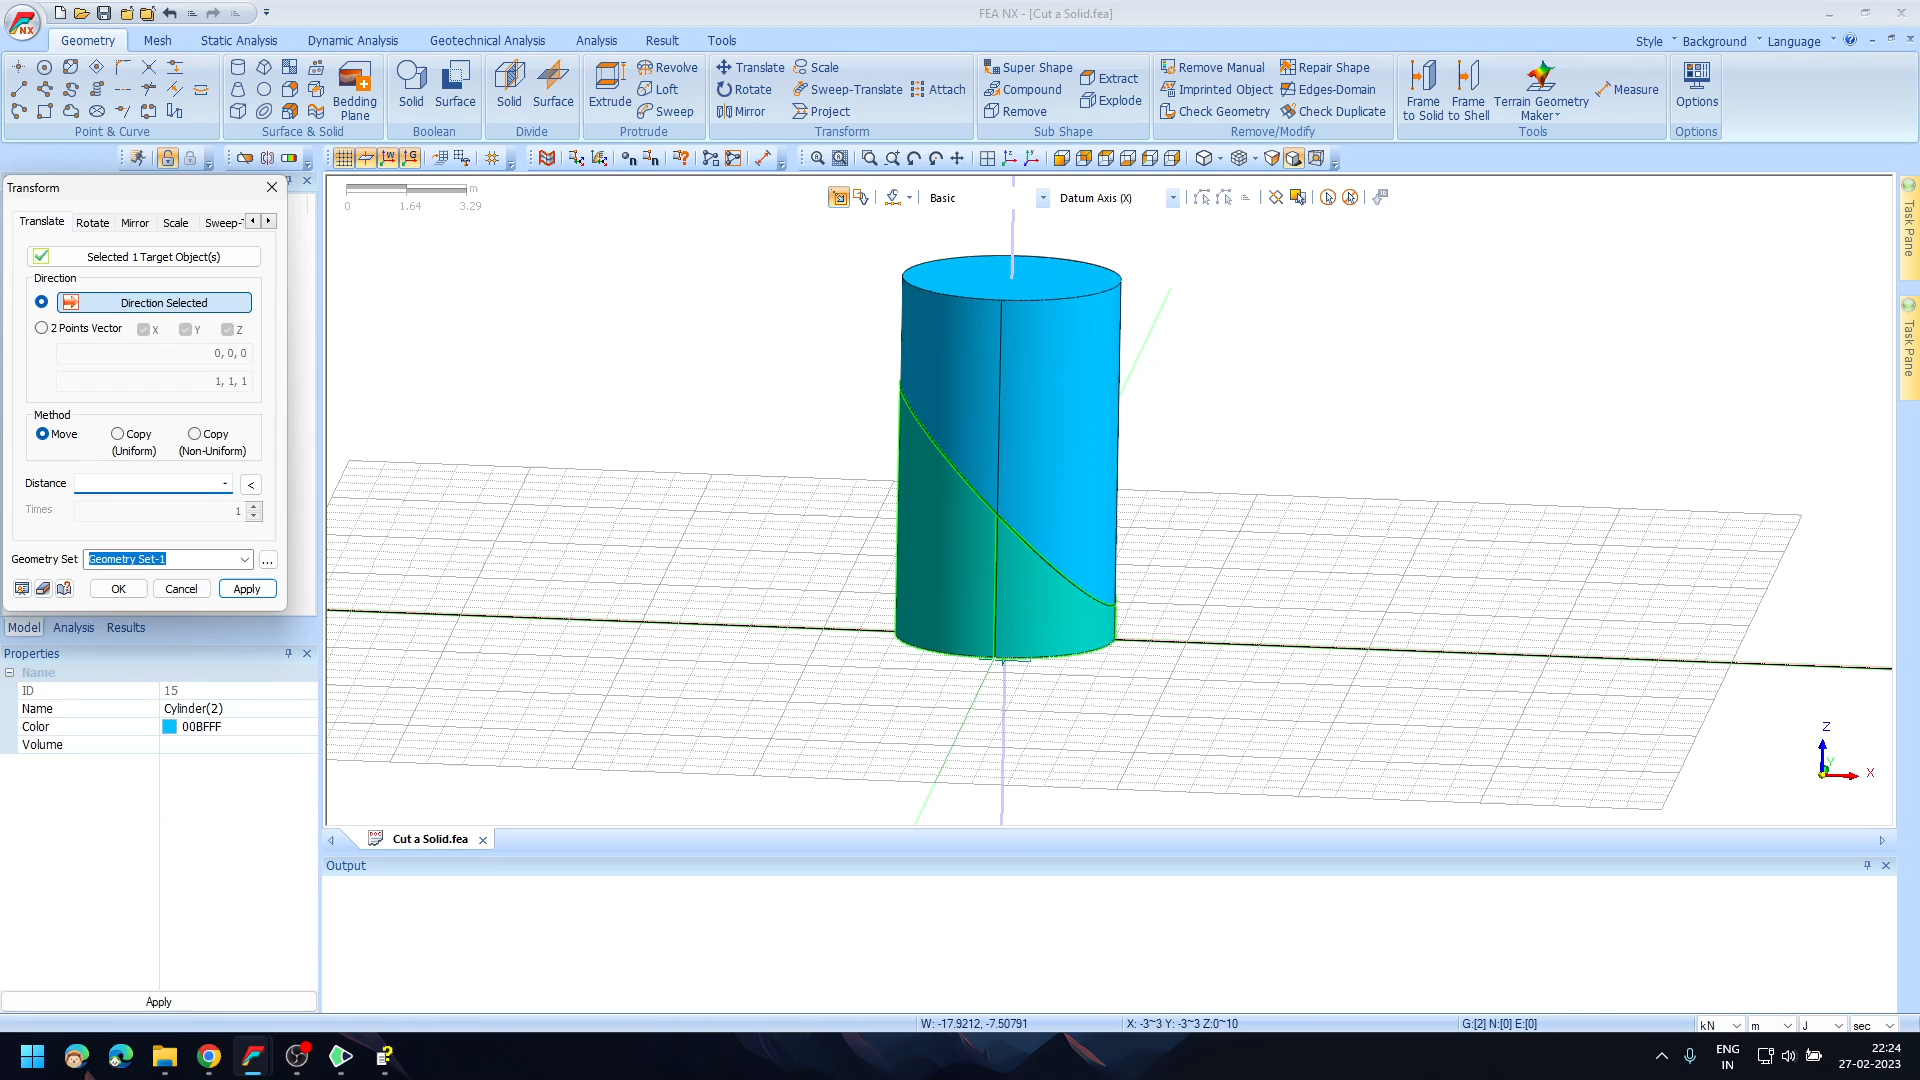 FEA NX - [Cut a Solid.fea]
Geometry Mesh Static Analysis Dynamic Analysis Geotechnical Analysis Analysis Result Tools
Style Background Language
Bedding Plane
Surface & Solid
Point & Curve
Solid Surface
Boolean
Solid Surface
Divide
Extrude Revolve Loft Sweep
Protrude
Translate Scale
Rotate Sweep-Translate Attach
Mirror Project
Transform
Super Shape Extract
Compound Explode
Remove
Sub Shape
Remove Manual Repair Shape
Imprinted Object Edges-Domain
Check Geometry Check Duplicate
Remove/Modify
Frame to Solid Frame to Shell Terrain Geometry Maker Measure
Tools
Options
Options
Transform
Translate Rotate Mirror Scale Sweep-T
Selected 1 Target Object(s)
Direction
Direction Selected
2 Points Vector X Y Z
0, 0, 0
1, 1, 1
Method
Move Copy Copy
(Uniform) (Non-Uniform)
Distance - <
Times 1
Geometry Set Geometry Set-1 ...
OK Cancel Apply
Model Analysis Results
Properties
Name
ID 15
Name Cylinder(2)
Color 00BFFF
Volume
Apply
m
0 1.64 3.29
Basic Datum Axis (X)
Task Pane
Task Pane
Z
Y
X
Cut a Solid.fea
Output
W: -17.9212, -7.50791 X: -3~3 Y: -3~3 Z:0~10 G:[2] N:[0] E:[0] kN m J sec
ENG
IN
22:24
27-02-2023